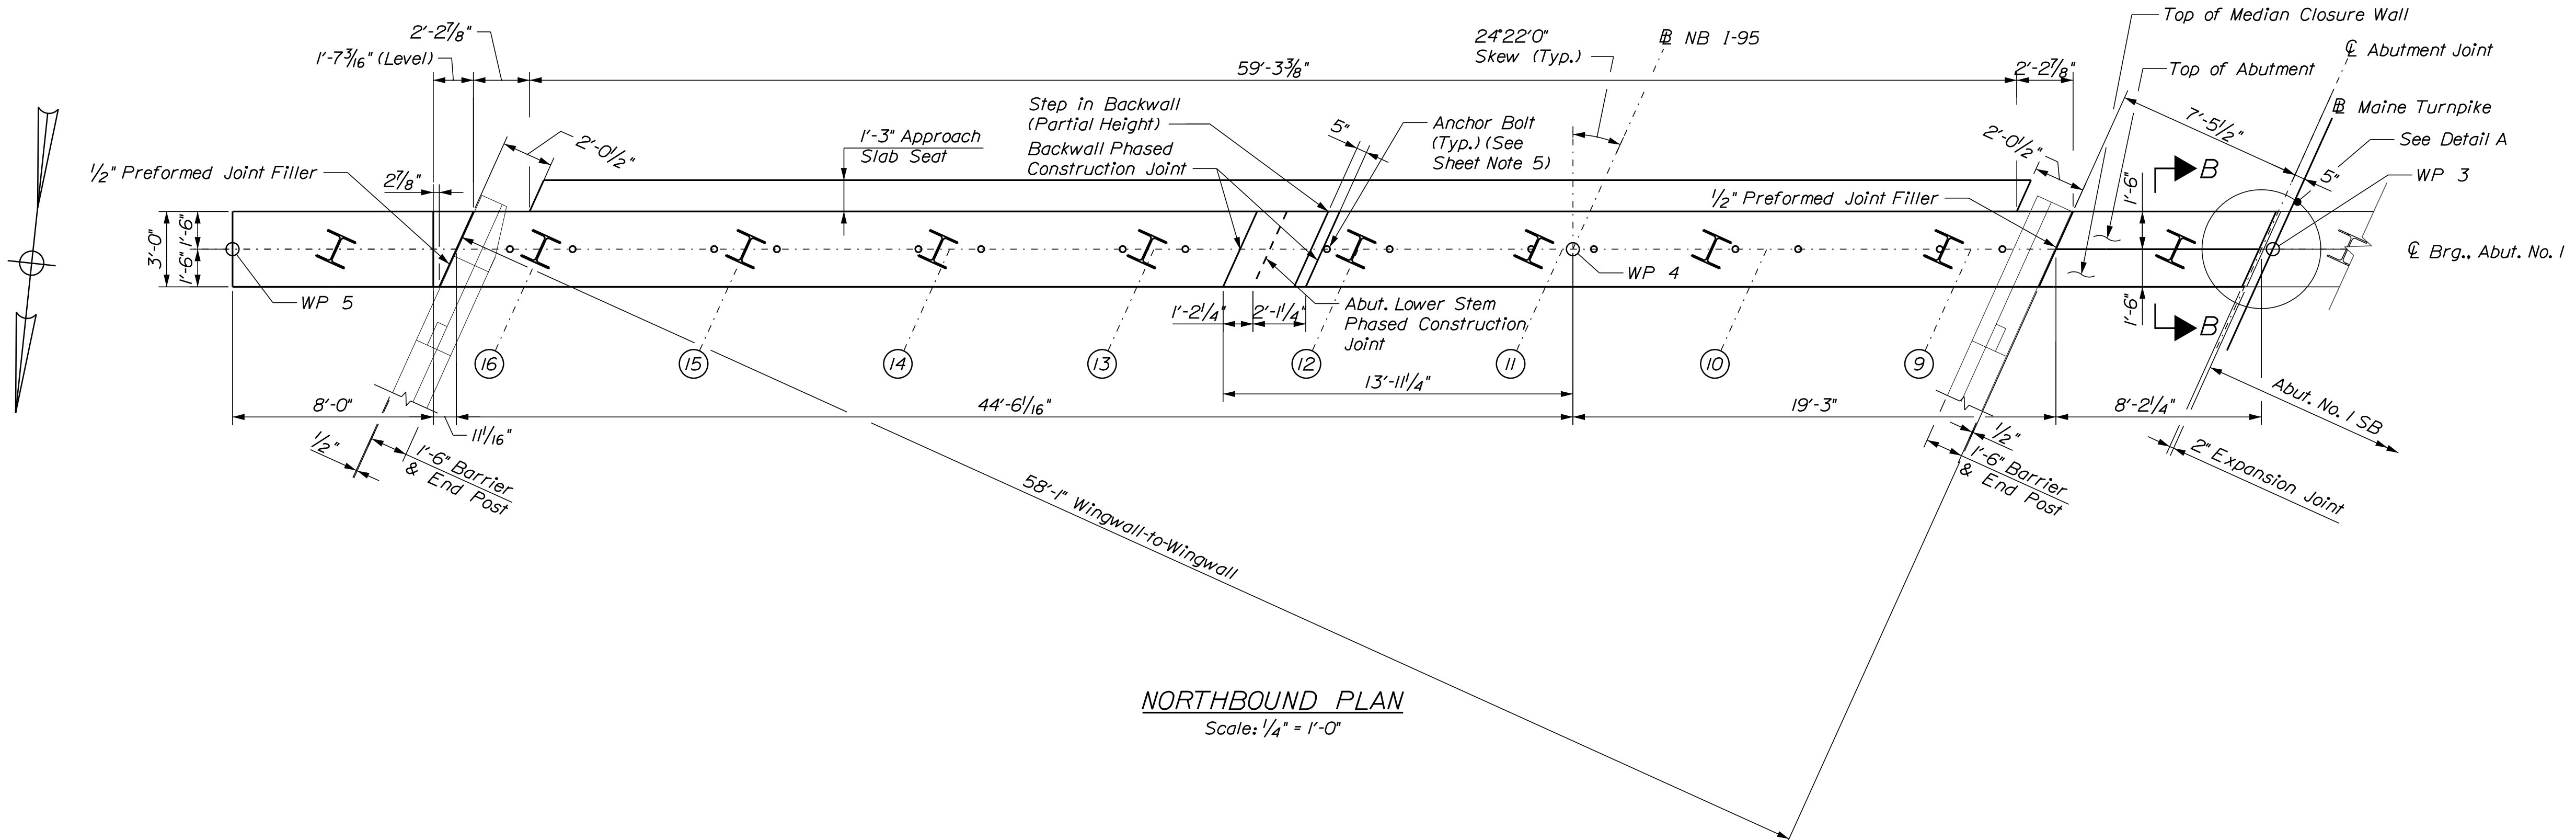 2'-2⅞"
1'-7 3/16" (Level)
59'-3⅜"
24°22'0"
Skew (Typ.)
℄ NB I-95
2'-2⅞"
Top of Median Closure Wall
℄ Abutment Joint
Top of Abutment
Maine Turnpike
7'-5½"
See Detail A
5"
WP 3
Step in Backwall
(Partial Height)
Backwall Phased
Construction Joint
5"
Anchor Bolt
(Typ.) (See
Sheet Note 5)
1'-3" Approach
Slab Seat
2'-0½"
2'-0½"
½" Preformed Joint Filler
2⅞"
½" Preformed Joint Filler
1'-6"
B
3'-0"
1'-6"
1'-6"
WP 5
WP 4
℄ Brg., Abut. No. 1
1'-6"
B
1'-2¼"
2'-1¼"
Abut. Lower Stem
Phased Construction
Joint
16
15
14
13
12
11
10
9
13'-11¼"
8'-0"
44'-6 1/16"
19'-3"
8'-2¼"
Abut. No. 1 SB
11/16"
½"
1'-6" Barrier
& End Post
½"
1'-6" Barrier
& End Post
2" Expansion Joint
58'-1" Wingwall-to-Wingwall
NORTHBOUND PLAN
Scale: ¼" = 1'-0"